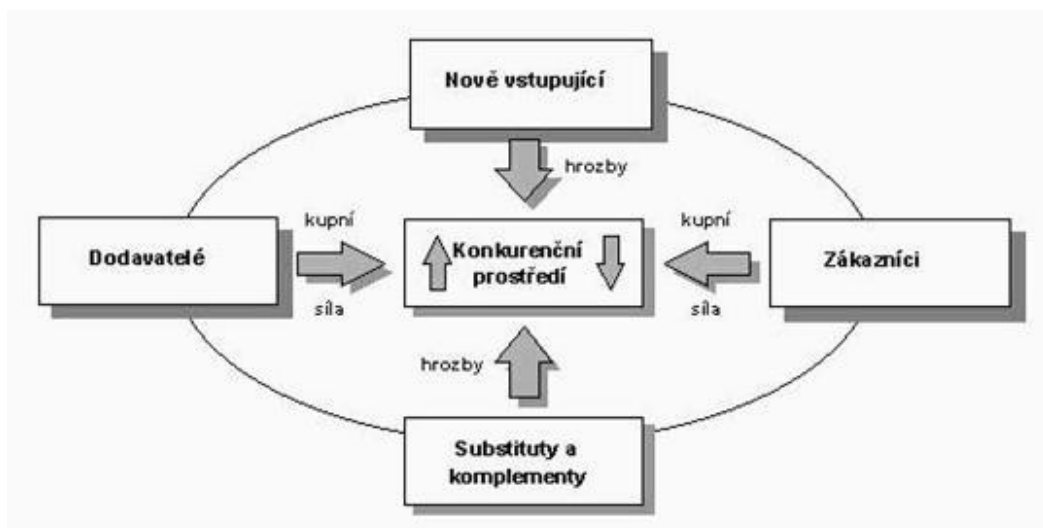 Nově vstupující
hrozby
kupní
Dodavatelé
síla
Konkurenční
prostředí
kupní
Zákazníci
síla
hrozby
Substituty a
komplementy